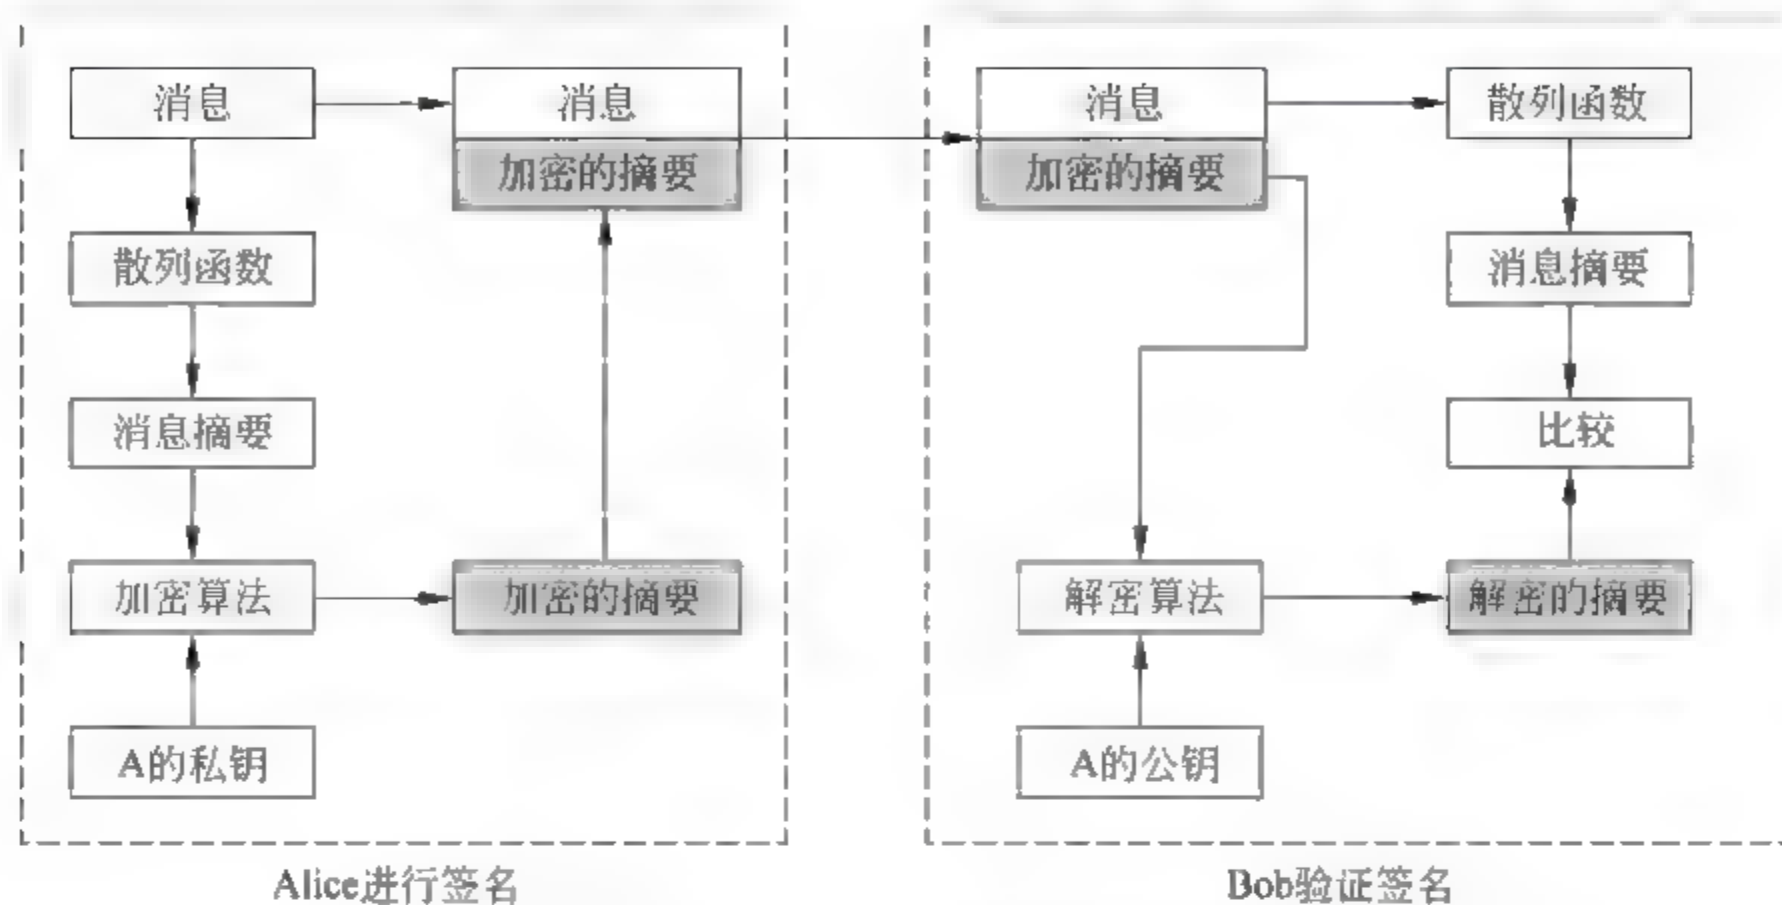 消息
消息
加密的摘要
散列函数
消息摘要
加密算法
加密的摘要
A的私钥
Alice进行签名
消息
加密的摘要
散列函数
消息摘要
比较
解密算法
解密的摘要
A的公钥
Bob验证签名